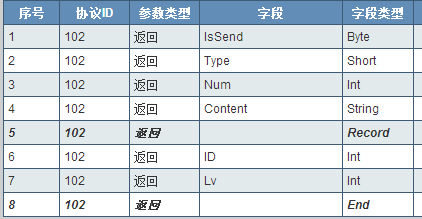 序号 协议ID 参数类型 字段 字段类型
1 102 返回 IsSend Byte
2 102 返回 Type Short
3 102 返回 Num Int
4 102 返回 Content String
5 102 返回 Record
6 102 返回 ID Int
7 102 返回 Lv Int
8 102 返回 End